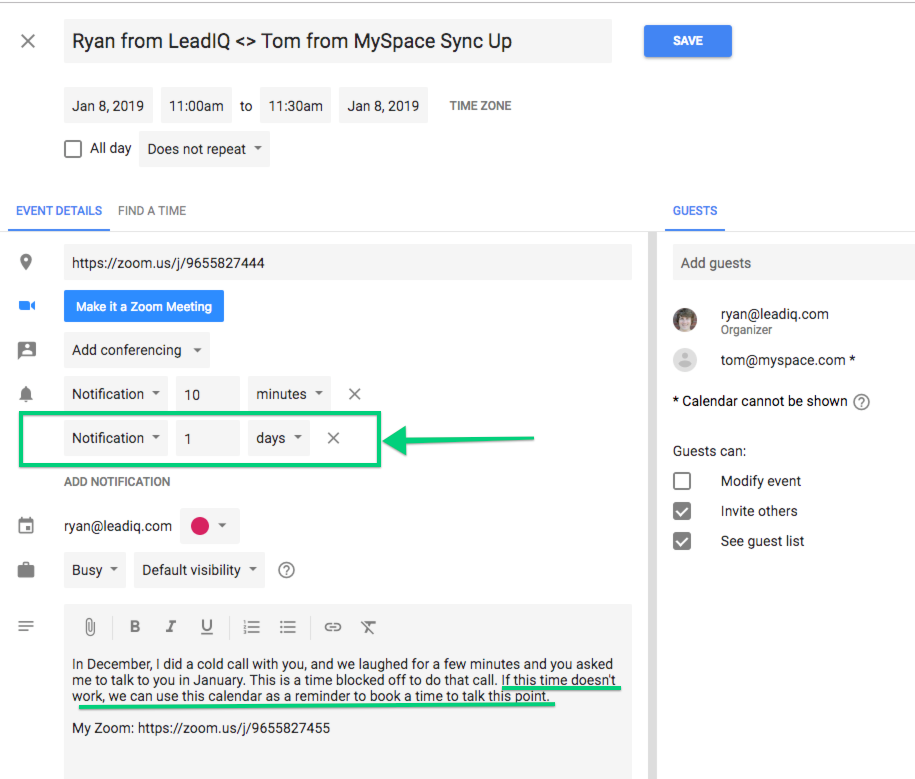 Ryan from LeadIQ <> Tom from MySpace Sync Up
SAVE
Jan 8, 2019 11:00am to 11:30am Jan 8, 2019 TIME ZONE
All day Does not repeat
EVENT DETAILS FIND A TIME
https://zoom.us/j/9655827444
Make it a Zoom Meeting
Add conferencing
Notification 10 minutes
Notification 1 days
ADD NOTIFICATION
ryan@leadiq.com
Busy Default visibility ?
B I U
In December, I did a cold call with you, and we laughed for a few minutes and you asked
me to talk to you in January. This is a time blocked off to do that call. If this time doesn't
work, we can use this calendar as a reminder to book a time to talk this point.
My Zoom: https://zoom.us/j/9655827455
GUESTS
Add guests
ryan@leadiq.com
Organizer
tom@myspace.com *
* Calendar cannot be shown ?
Guests can:
Modify event
Invite others
See guest list